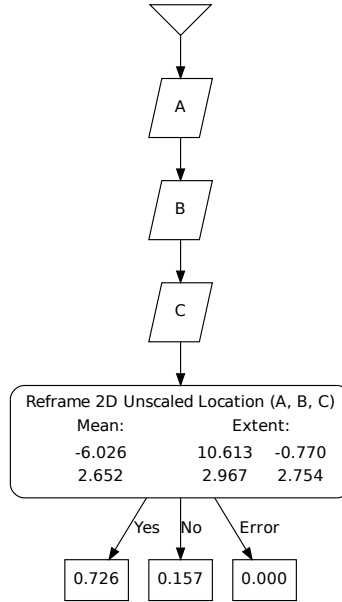 A
B
C
Reframe 2D Unscaled Location (A, B, C)
Mean: Extent:
-6.026 10.613 -0.770
2.652 2.967 2.754
Yes No Error
0.726 0.157 0.000